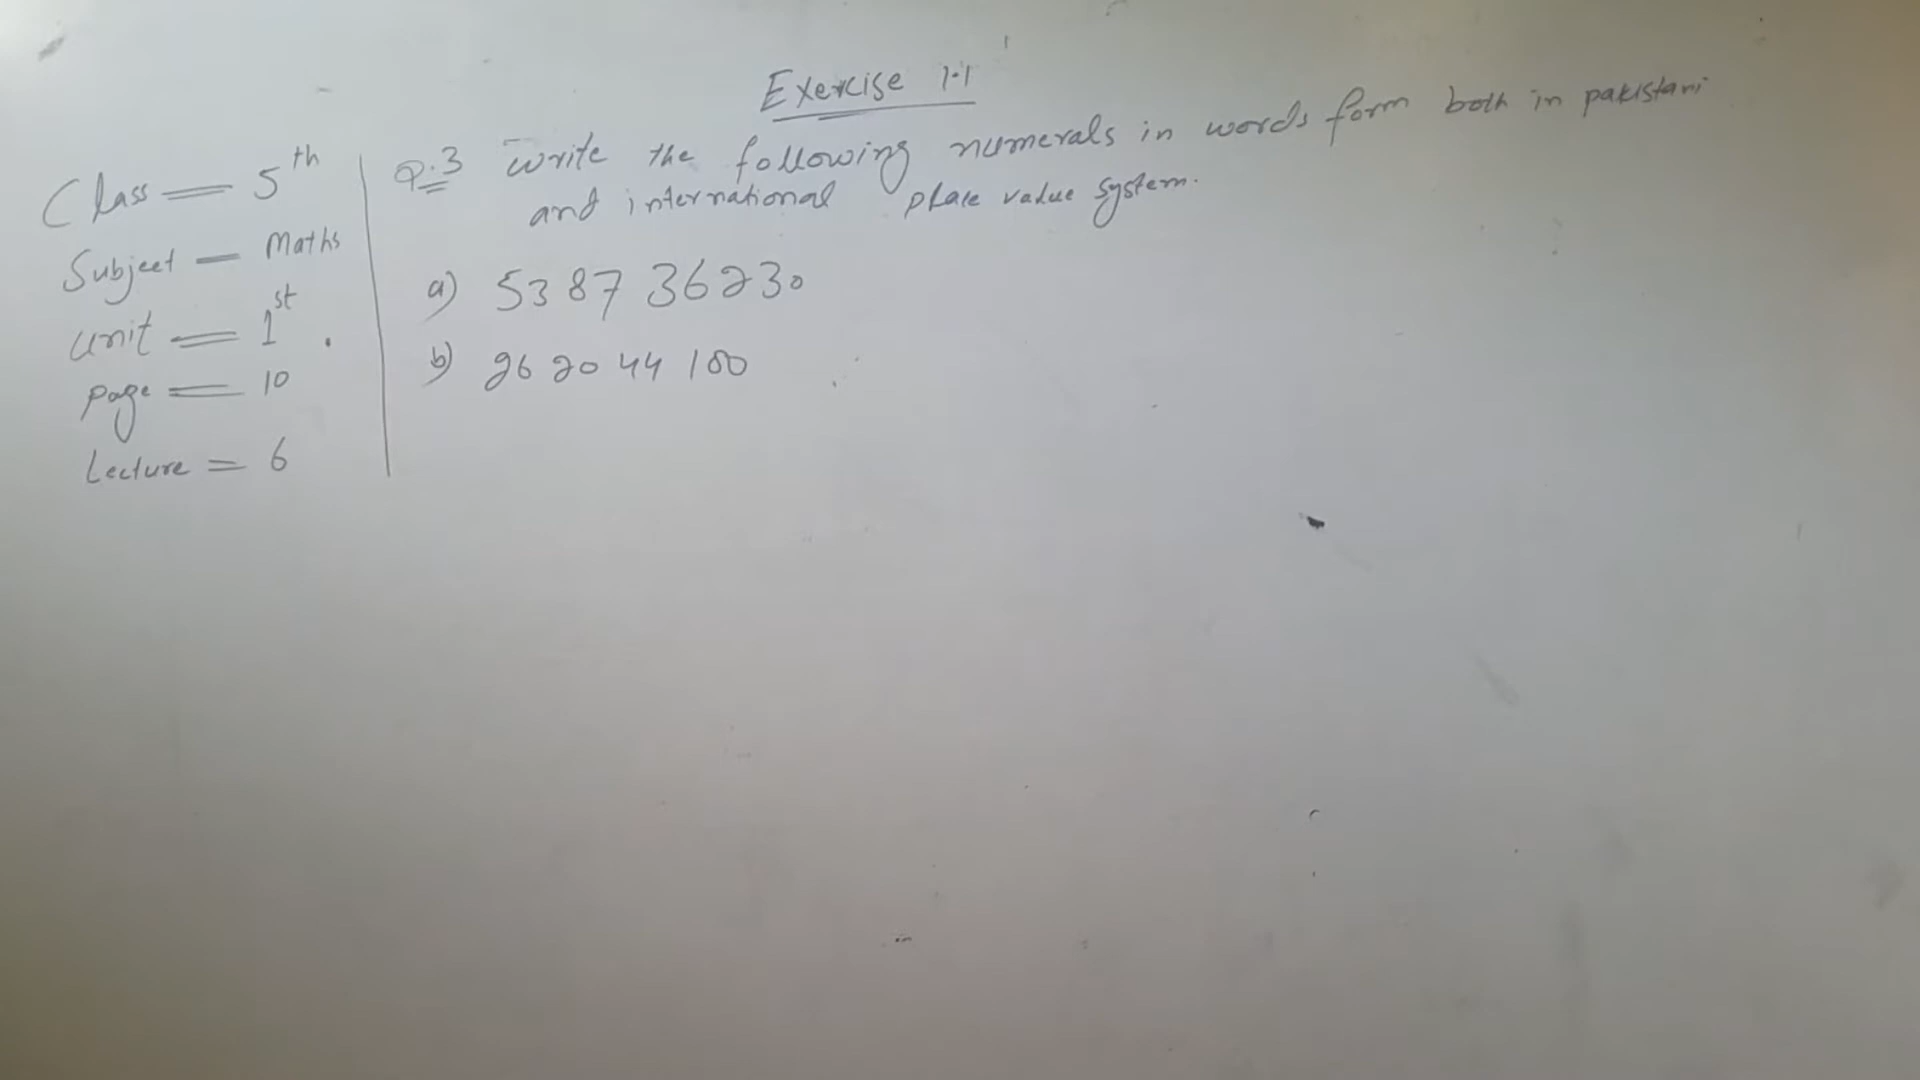 Exercise 1.1
Class = 5th
Subject - Maths
Unit = 1st.
Page = 10
Lecture = 6
Q.3 Write the following numerals in words form both in pakistani
and international place value system.
a) 53 87 36230
b) 96 20 44 100